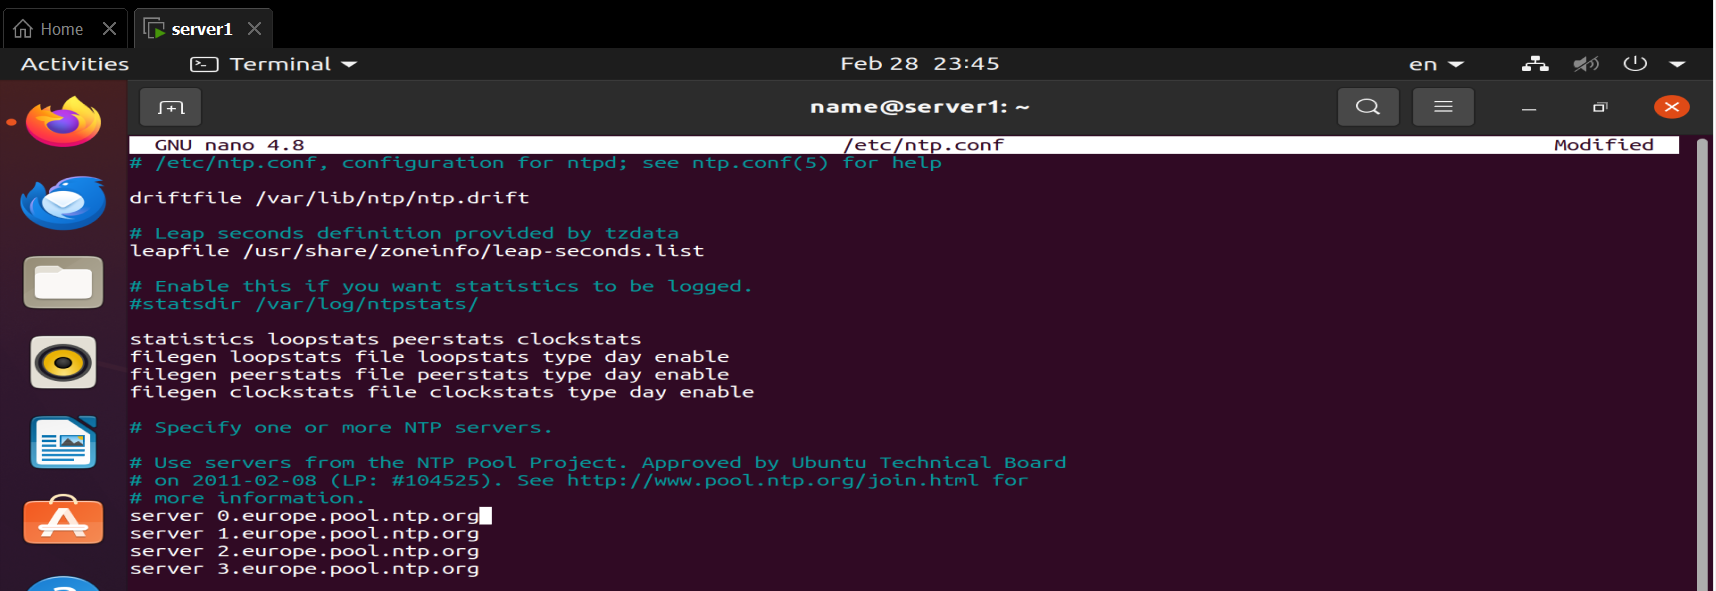 Home
server1
Activities
Terminal
Feb 28 23:45
en
name@server1: ~
GNU nano 4.8 /etc/ntp.conf Modified
# /etc/ntp.conf, configuration for ntpd; see ntp.conf(5) for help
driftfile /var/lib/ntp/ntp.drift
# Leap seconds definition provided by tzdata
leapfile /usr/share/zoneinfo/leap-seconds.list
# Enable this if you want statistics to be logged.
#statsdir /var/log/ntpstats/
statistics loopstats peerstats clockstats
filegen loopstats file loopstats type day enable
filegen peerstats file peerstats type day enable
filegen clockstats file clockstats type day enable
# Specify one or more NTP servers.
# Use servers from the NTP Pool Project. Approved by Ubuntu Technical Board
# on 2011-02-08 (LP: #104525). See http://www.pool.ntp.org/join.html for
# more information.
server 0.europe.pool.ntp.org
server 1.europe.pool.ntp.org
server 2.europe.pool.ntp.org
server 3.europe.pool.ntp.org